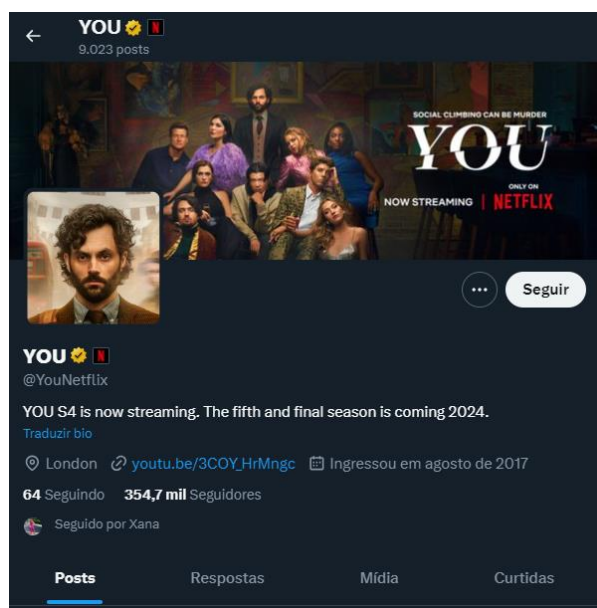 YOU N
9.023 posts
SOCIAL CLIMBING CAN BE MURDER
YOU
NOW STREAMING | ONLY ON NETFLIX
Seguir
YOU N
@YouNetflix
YOU S4 is now streaming. The fifth and final season is coming 2024.
Traduzir bio
London youtu.be/3COY_HrMngc Ingressou em agosto de 2017
64 Seguindo 354,7 mil Seguidores
Seguido por Xana
Posts Respostas Mídia Curtidas